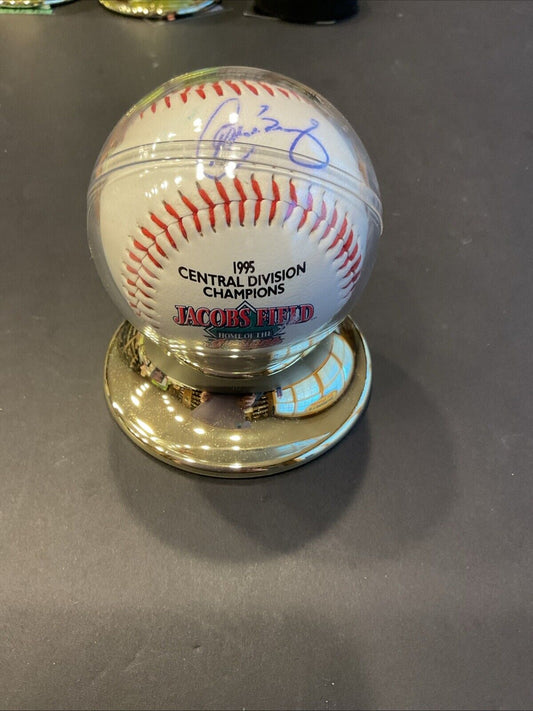 1995
CENTRAL DIVISION
CHAMPIONS
JACOBS FIELD
HOME OF THE